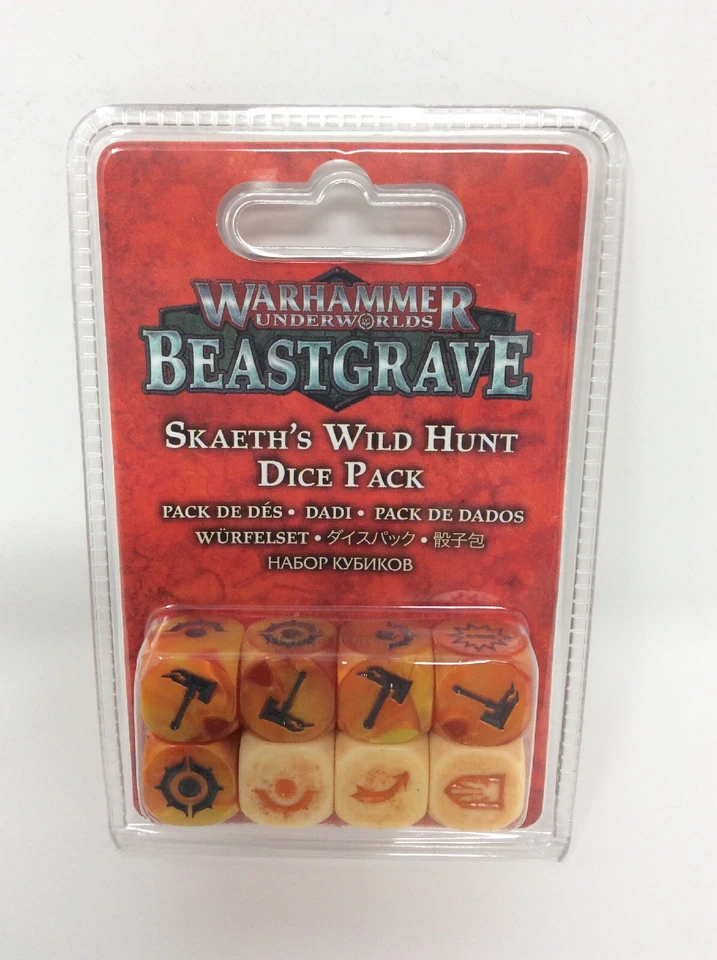 WARHAMMER
UNDERWORLDS
BEASTGRAVE
SKAETH'S WILD HUNT
DICE PACK
PACK DE DÉS • DADI • PACK DE DADOS
WÜRFELSET • ダイスパック • 骰子包
НАБОР КУБИКОВ